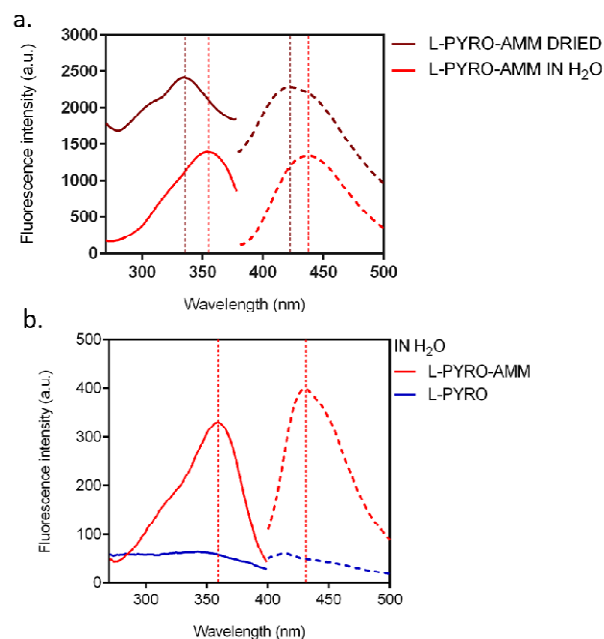 a.
L-PYRO-AMM DRIED
L-PYRO-AMM IN H₂O
Fluorescence intensity (a.u.)
3000
2500
2000
1500
1000
500
0
300 350 400 450 500
Wavelength (nm)
b.
IN H₂O
L-PYRO-AMM
L-PYRO
Fluorescence intensity (a.u.)
500
400
300
200
100
0
300 350 400 450 500
Wavelength (nm)